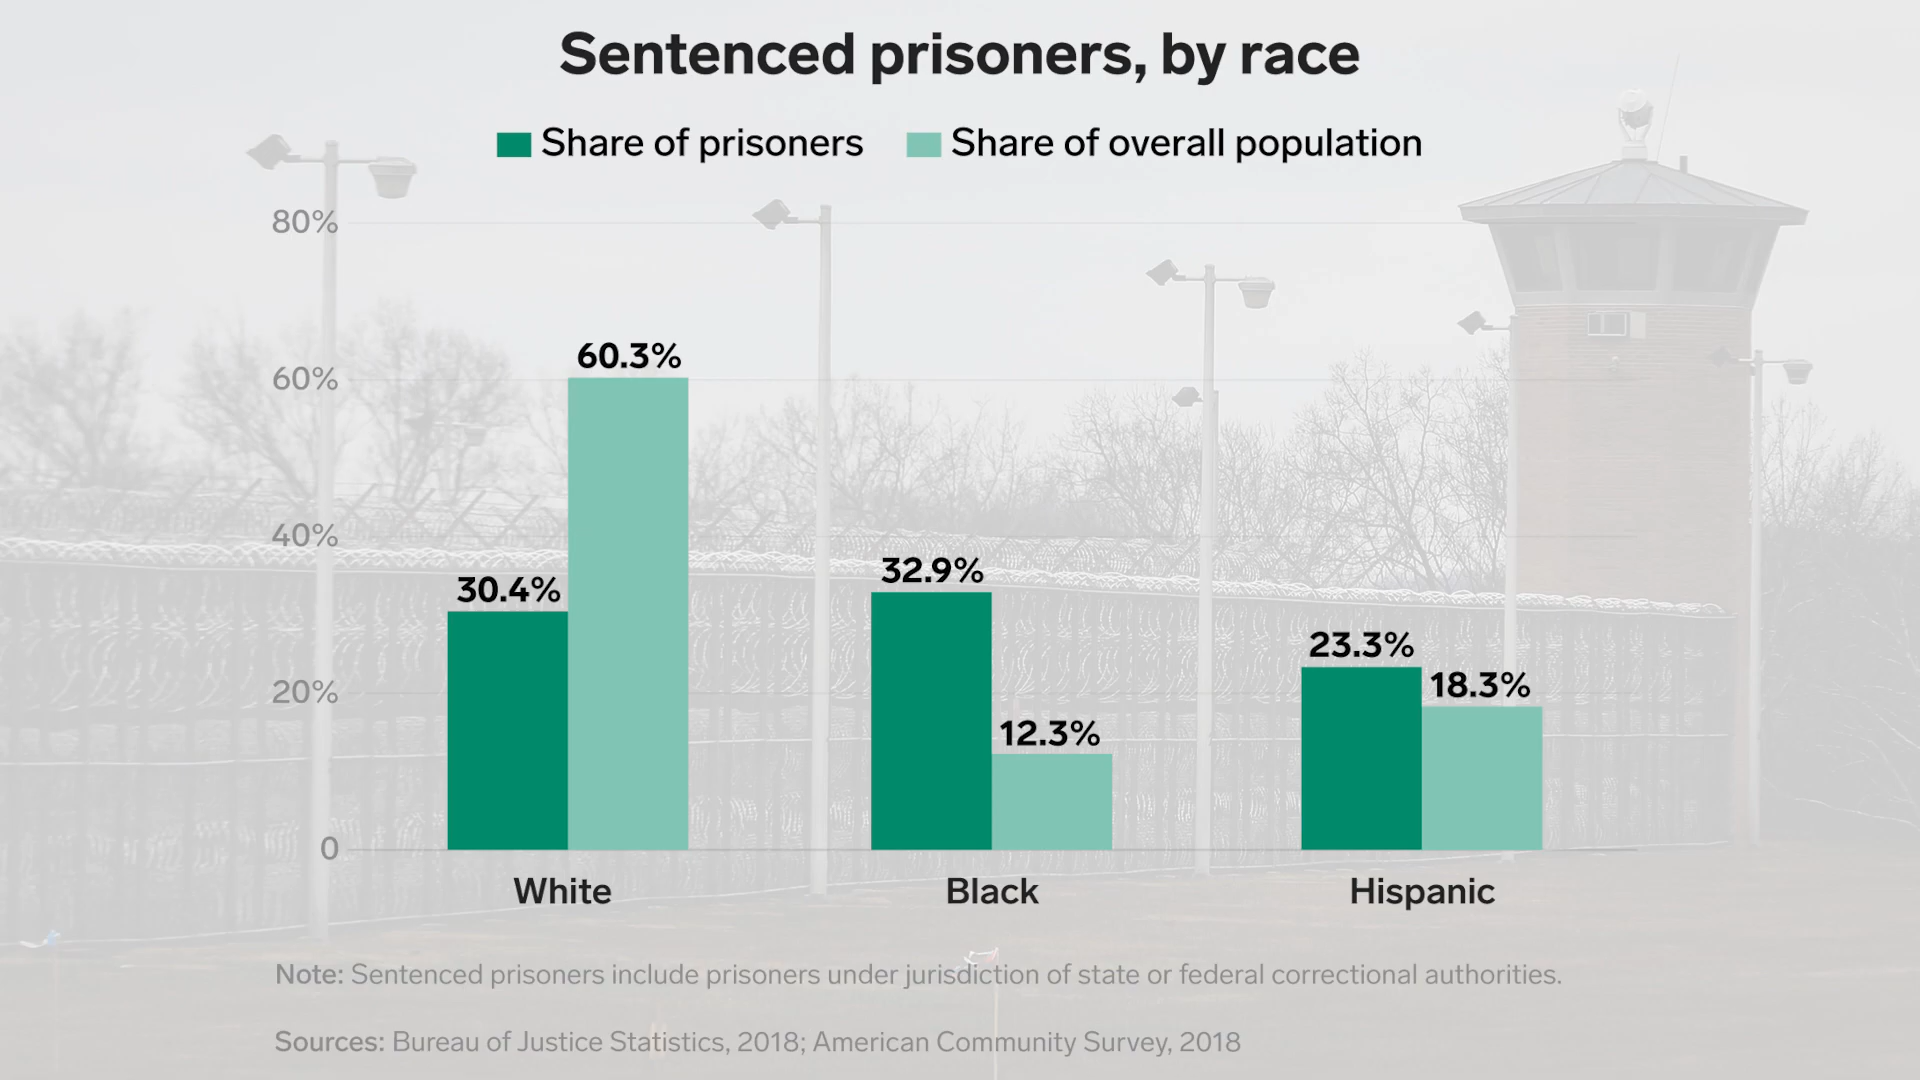 Sentenced prisoners, by race
Share of prisoners Share of overall population
80%
60%
40%
20%
0
60.3%
30.4%
32.9%
12.3%
23.3%
18.3%
White Black Hispanic
Note: Sentenced prisoners include prisoners under jurisdiction of state or federal correctional authorities.
Sources: Bureau of Justice Statistics, 2018; American Community Survey, 2018